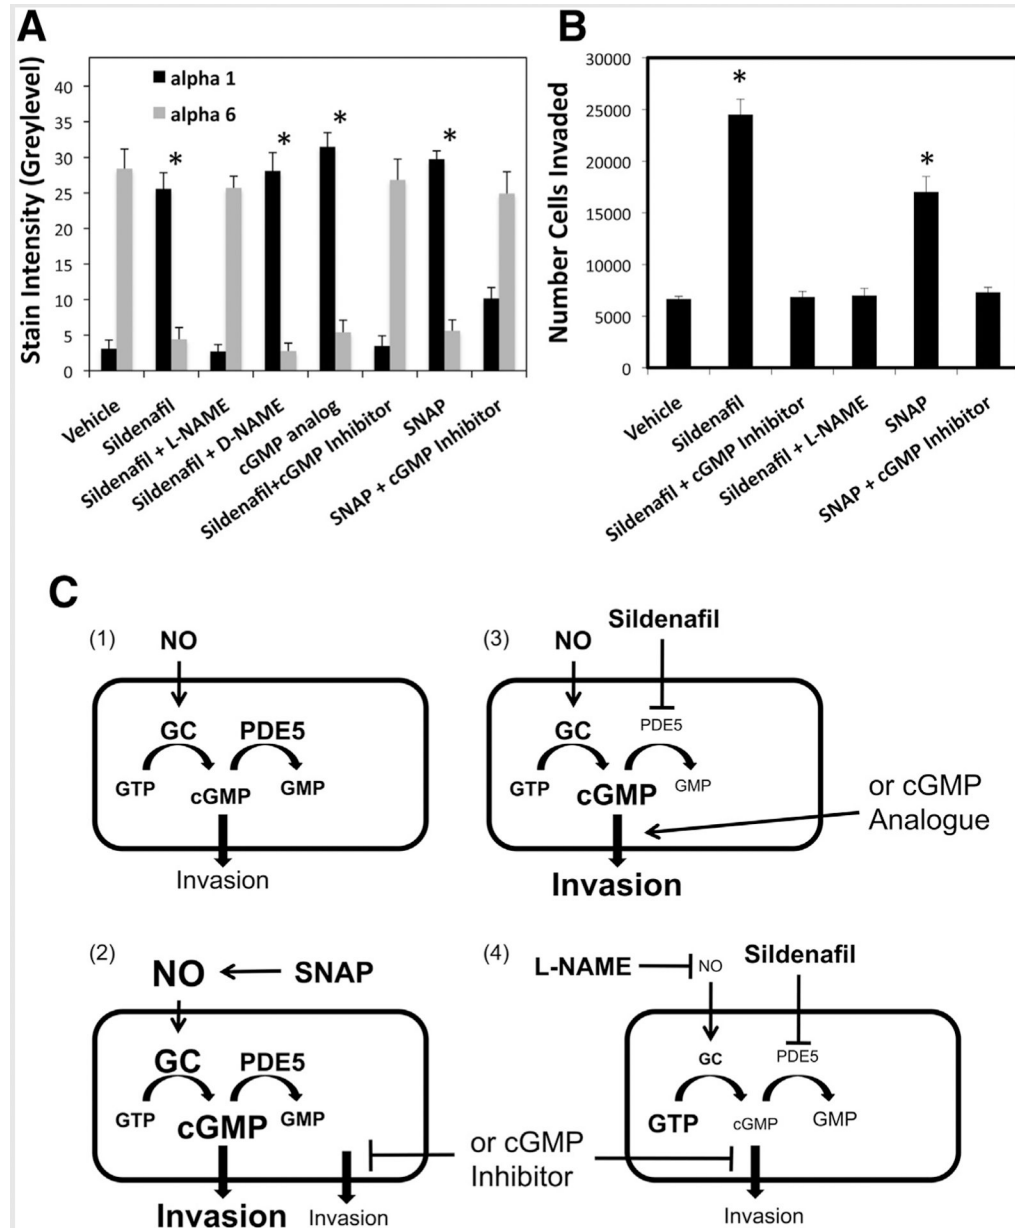 A
Stain Intensity (Greylevel)
40
35
30
25
20
15
10
5
0
alpha 1
alpha 6
*
*
*
*
Vehicle
Sildenafil
Sildenafil + L-NAME
Sildenafil + D-NAME
cGMP analog
Sildenafil+cGMP Inhibitor
SNAP
SNAP + cGMP Inhibitor
B
Number Cells Invaded
30000
25000
20000
15000
10000
5000
0
*
*
Vehicle
Sildenafil
Sildenafil + cGMP Inhibitor
Sildenafil + L-NAME
SNAP
SNAP + cGMP Inhibitor
C
(1)
NO
GC
PDE5
GTP
cGMP
GMP
Invasion
(3)
NO
Sildenafil
GC
PDE5
GTP
cGMP
GMP
or cGMP
Analogue
Invasion
(2)
NO
SNAP
GC
PDE5
GTP
cGMP
GMP
Invasion
Invasion
or cGMP
Inhibitor
(4)
L-NAME
NO
Sildenafil
GC
PDE5
GTP
cGMP
GMP
Invasion